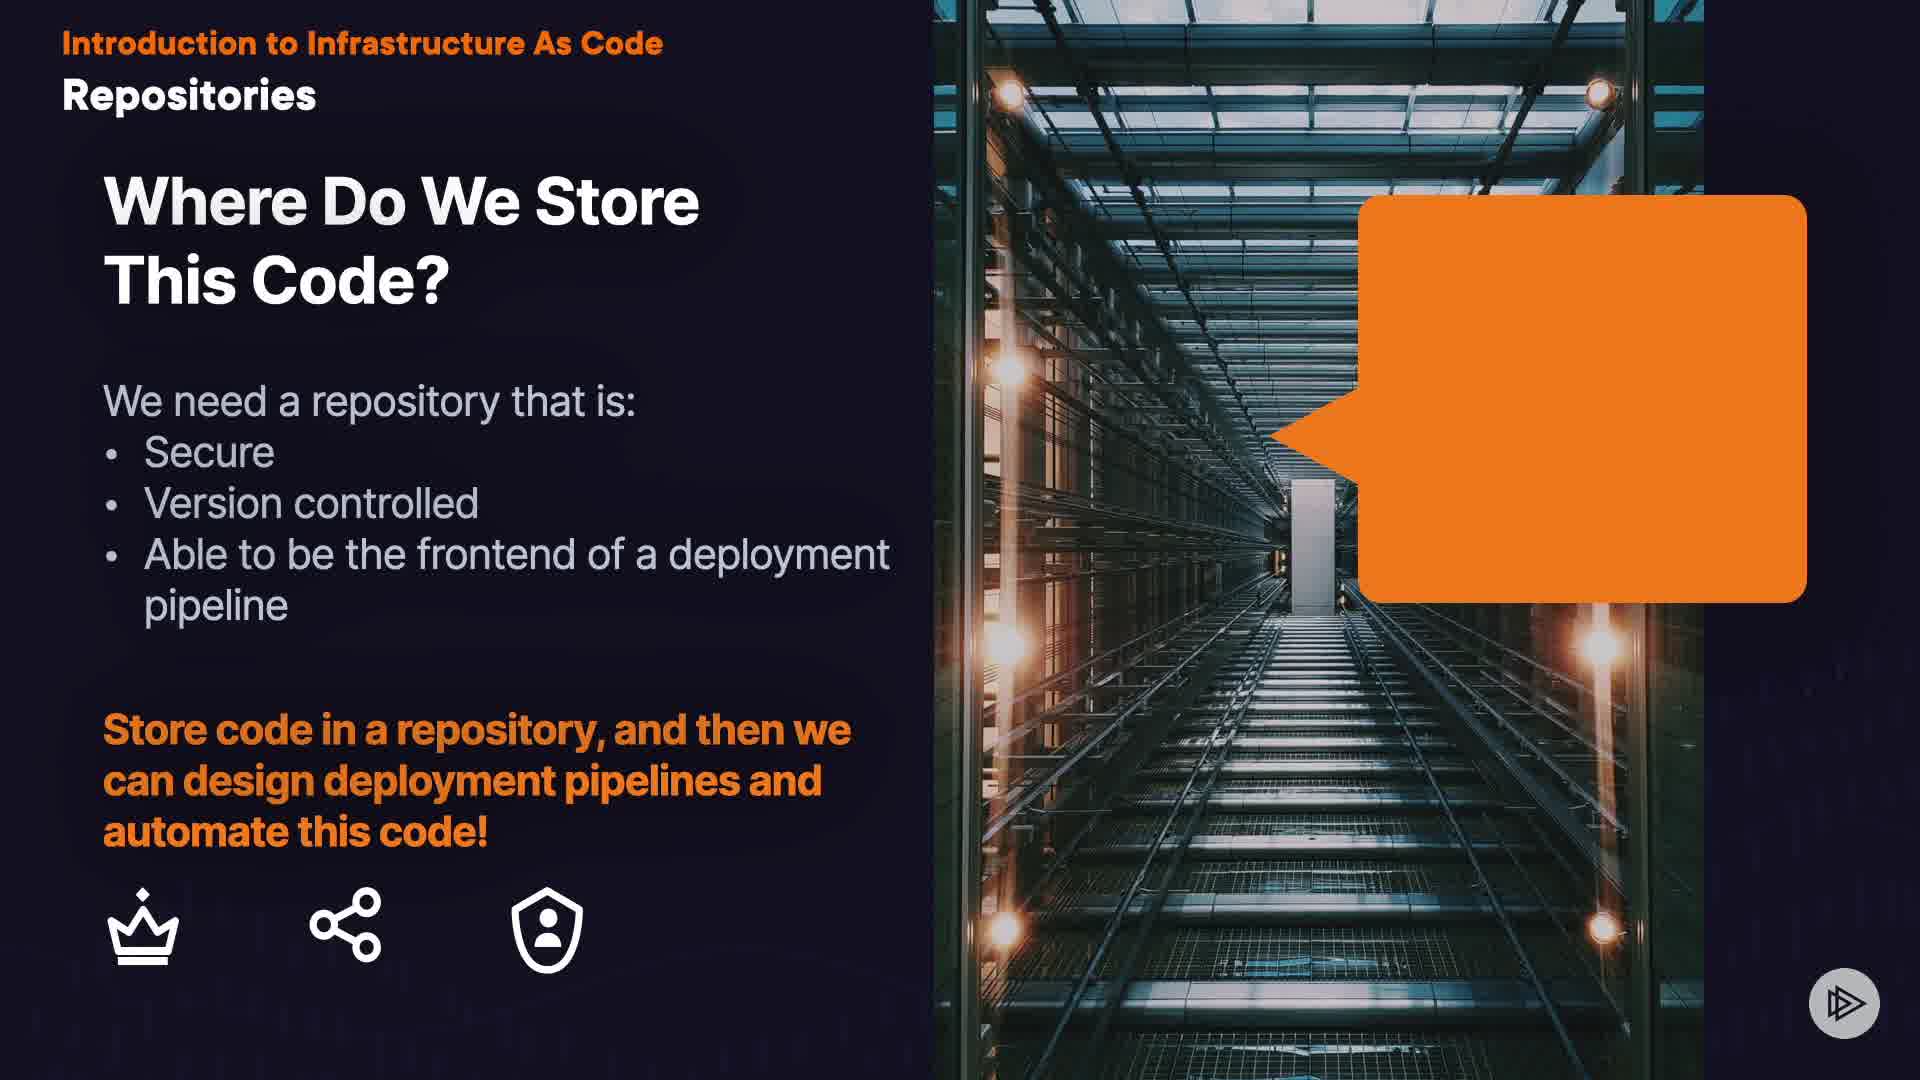 Introduction to Infrastructure As Code
Repositories
Where Do We Store
This Code?
We need a repository that is:
• Secure
• Version controlled
• Able to be the frontend of a deployment
pipeline
Store code in a repository, and then we
can design deployment pipelines and
automate this code!